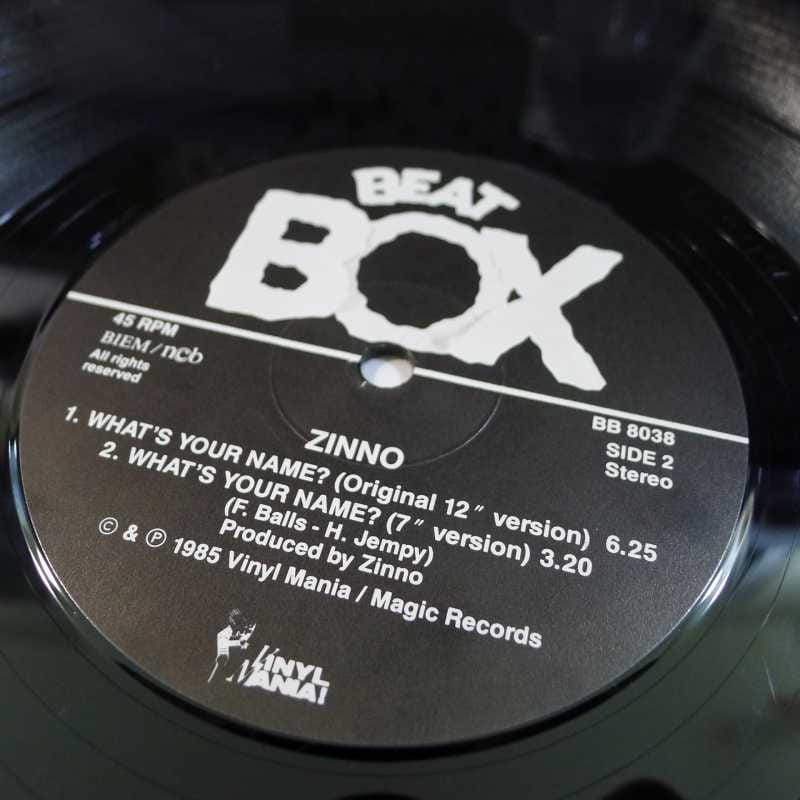 BEAT
BOX
45 RPM
BIEM/ncb
All rights
reserved
BB 8038
SIDE 2
Stereo
ZINNO
1. WHAT'S YOUR NAME? (Original 12" version) 6.25
2. WHAT'S YOUR NAME? (7" version) 3.20
(F. Balls - H. Jempy)
Produced by Zinno
© & ℗ 1985 Vinyl Mania / Magic Records
VINYL
MANIA!